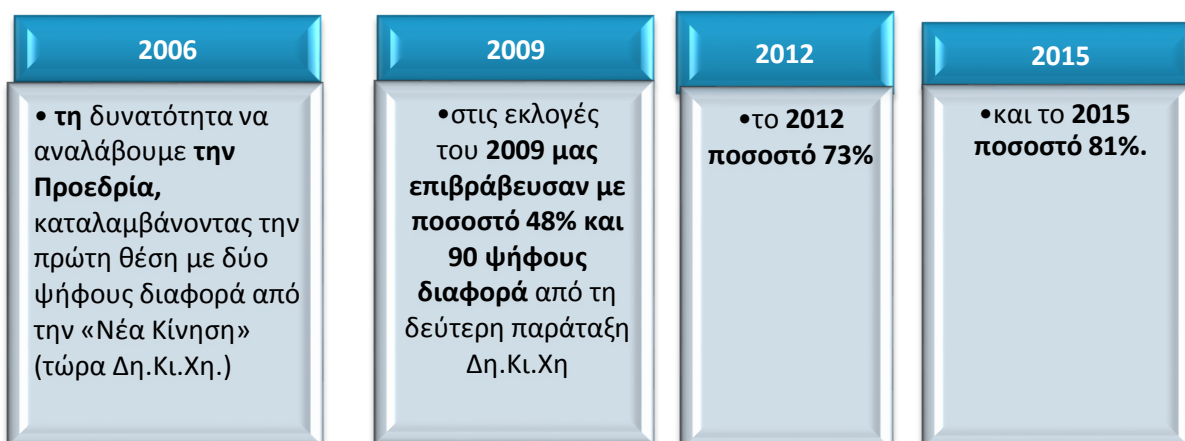 2006
• τη δυνατότητα να
αναλάβουμε την
Προεδρία,
καταλαμβάνοντας την
πρώτη θέση με δύο
ψήφους διαφορά από
την «Νέα Κίνηση»
(τώρα Δη.Κι.Χη.)
2009
•στις εκλογές
του 2009 μας
επιβράβευσαν με
ποσοστό 48% και
90 ψήφους
διαφορά από τη
δεύτερη παράταξη
Δη.Κι.Χη
2012
•το 2012
ποσοστό 73%
2015
•και το 2015
ποσοστό 81%.